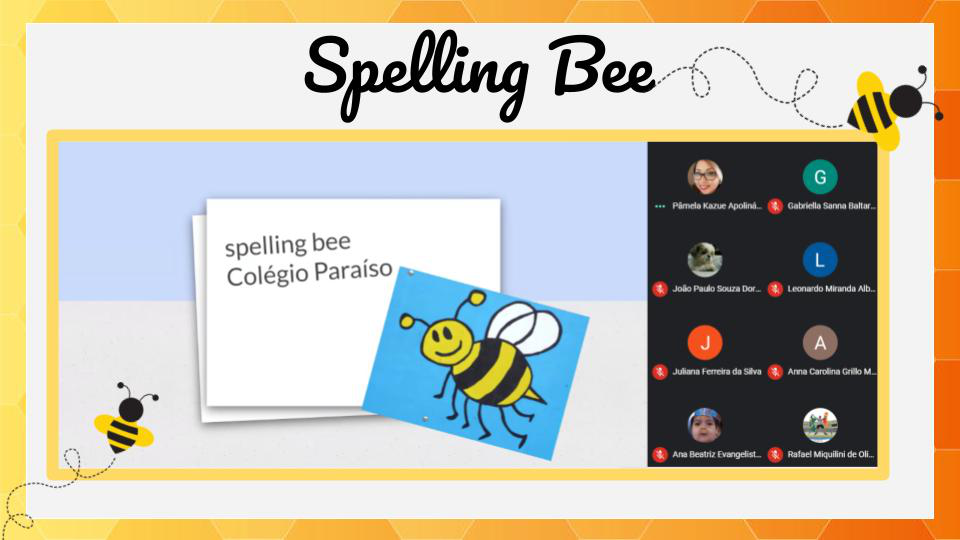 Spelling Bee
spelling bee
Colégio Paraíso
Pâmela Kazue Apoliná...
G
Gabriella Sanna Baltar...
João Paulo Souza Dor...
L
Leonardo Miranda Alb...
J
Juliana Ferreira da Silva
A
Anna Carolina Grillo M...
Ana Beatriz Evangelist...
Rafael Miquilini de Oli...